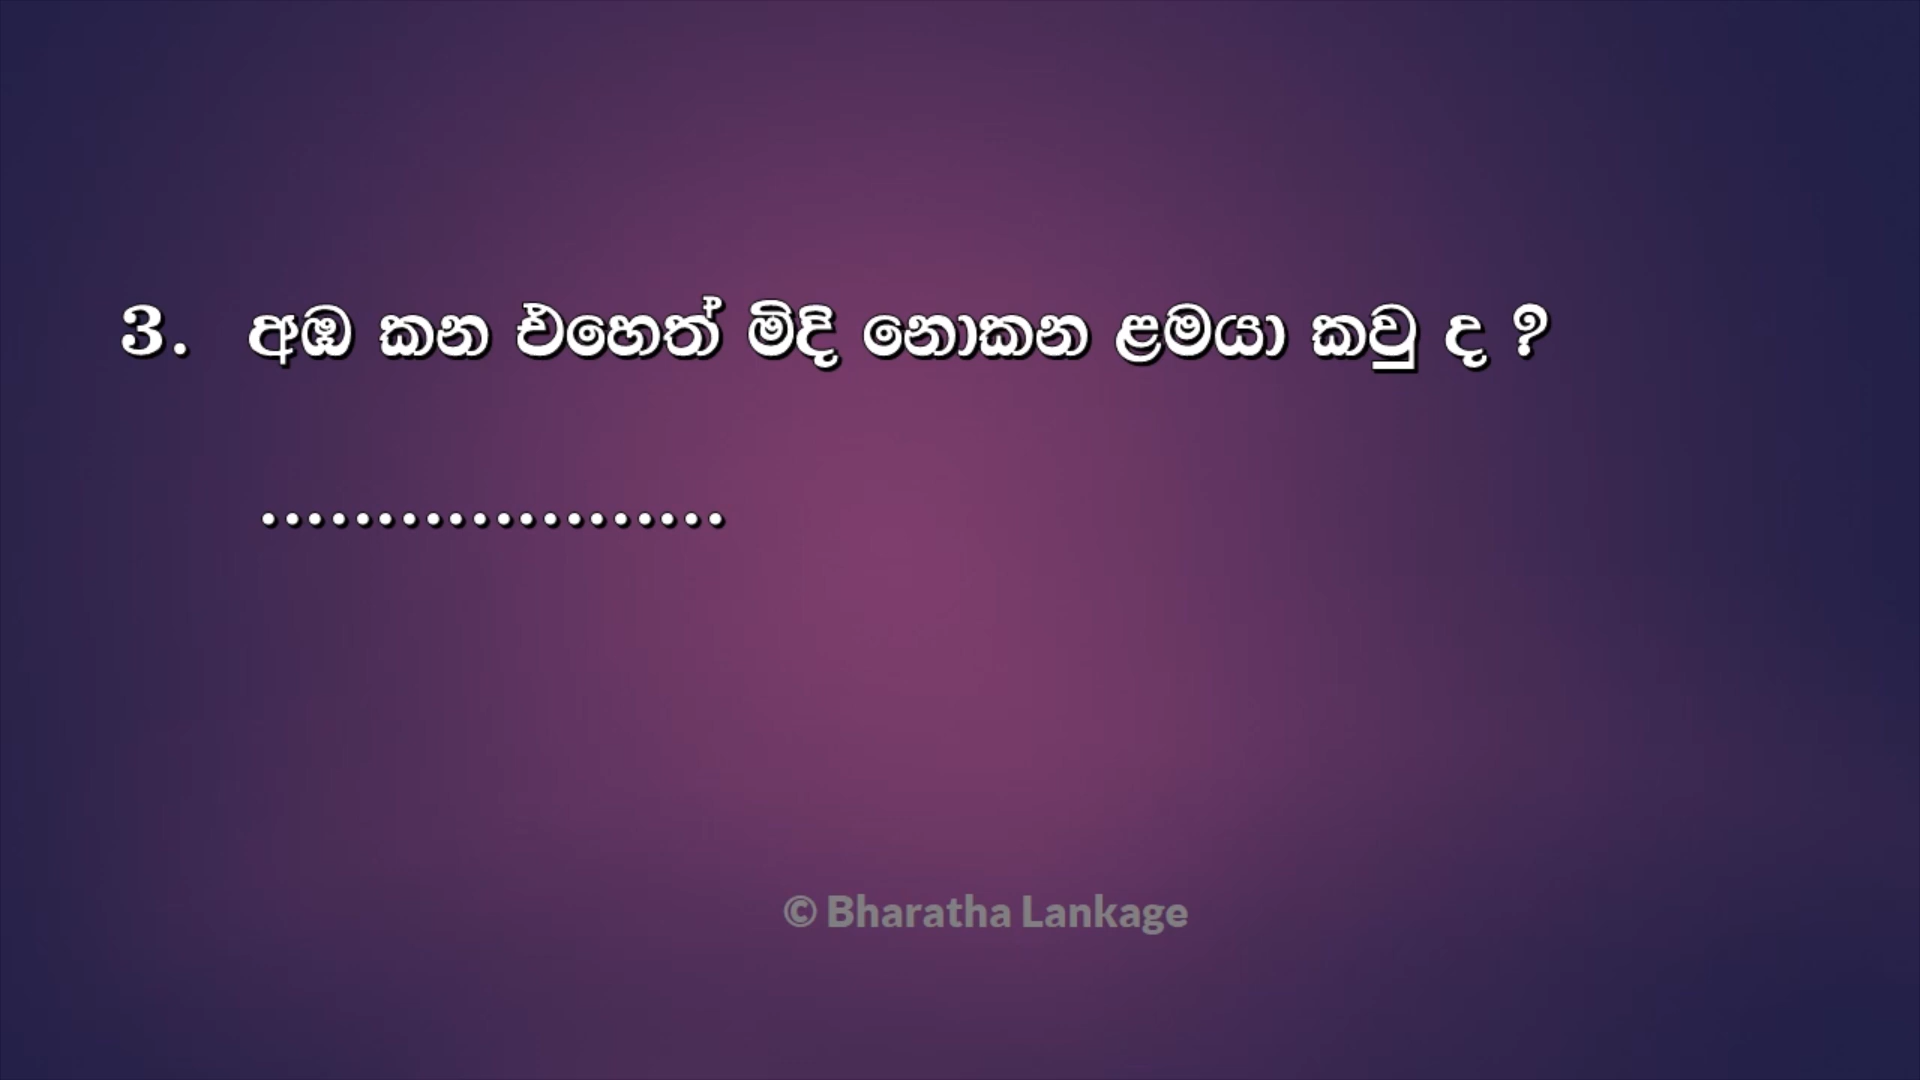 3. අඹ කන එහෙත් මිදි නොකන ළමයා කවු ද ?
....................
© Bharatha Lankage